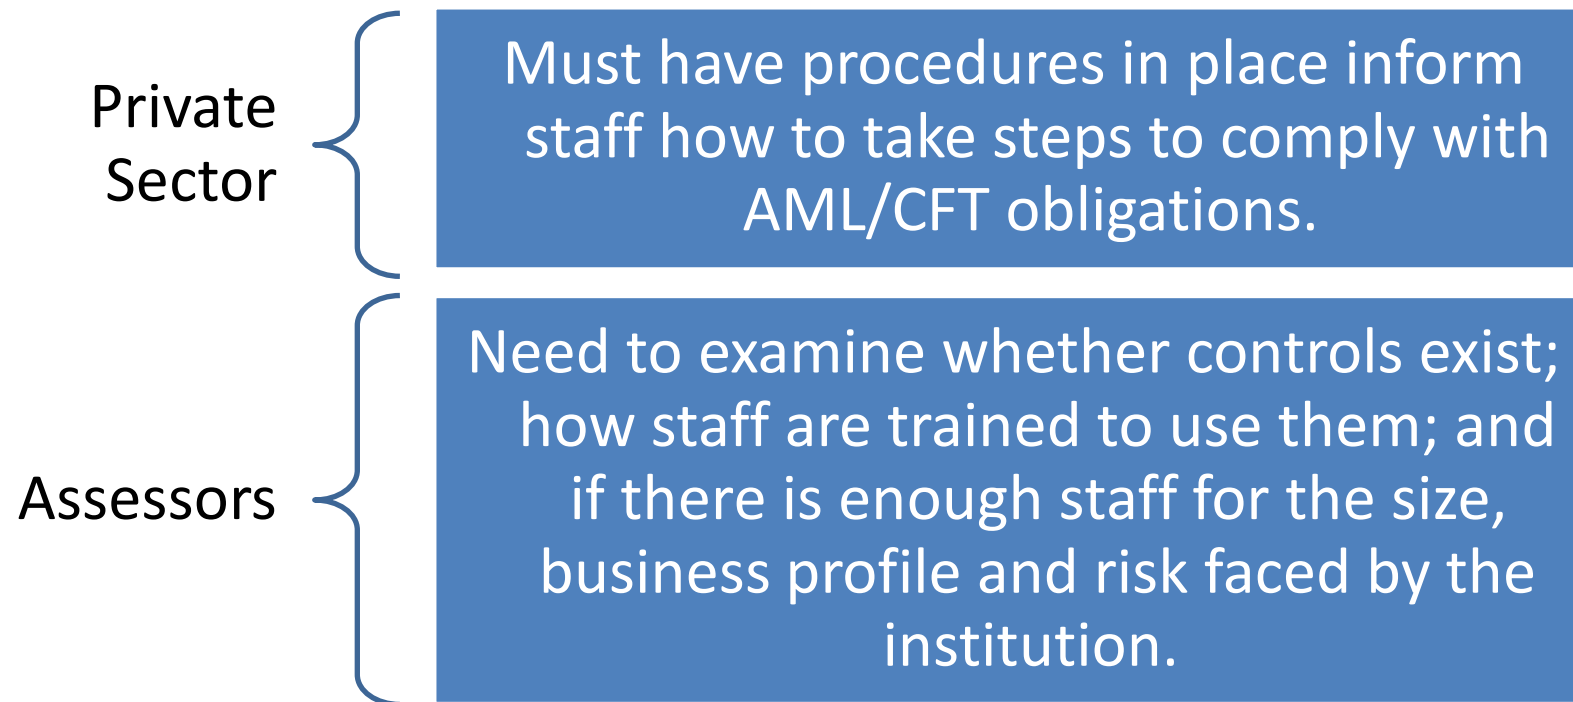 Private
Sector
Must have procedures in place inform
staff how to take steps to comply with
AML/CFT obligations.
Assessors
Need to examine whether controls exist;
how staff are trained to use them; and
if there is enough staff for the size,
business profile and risk faced by the
institution.